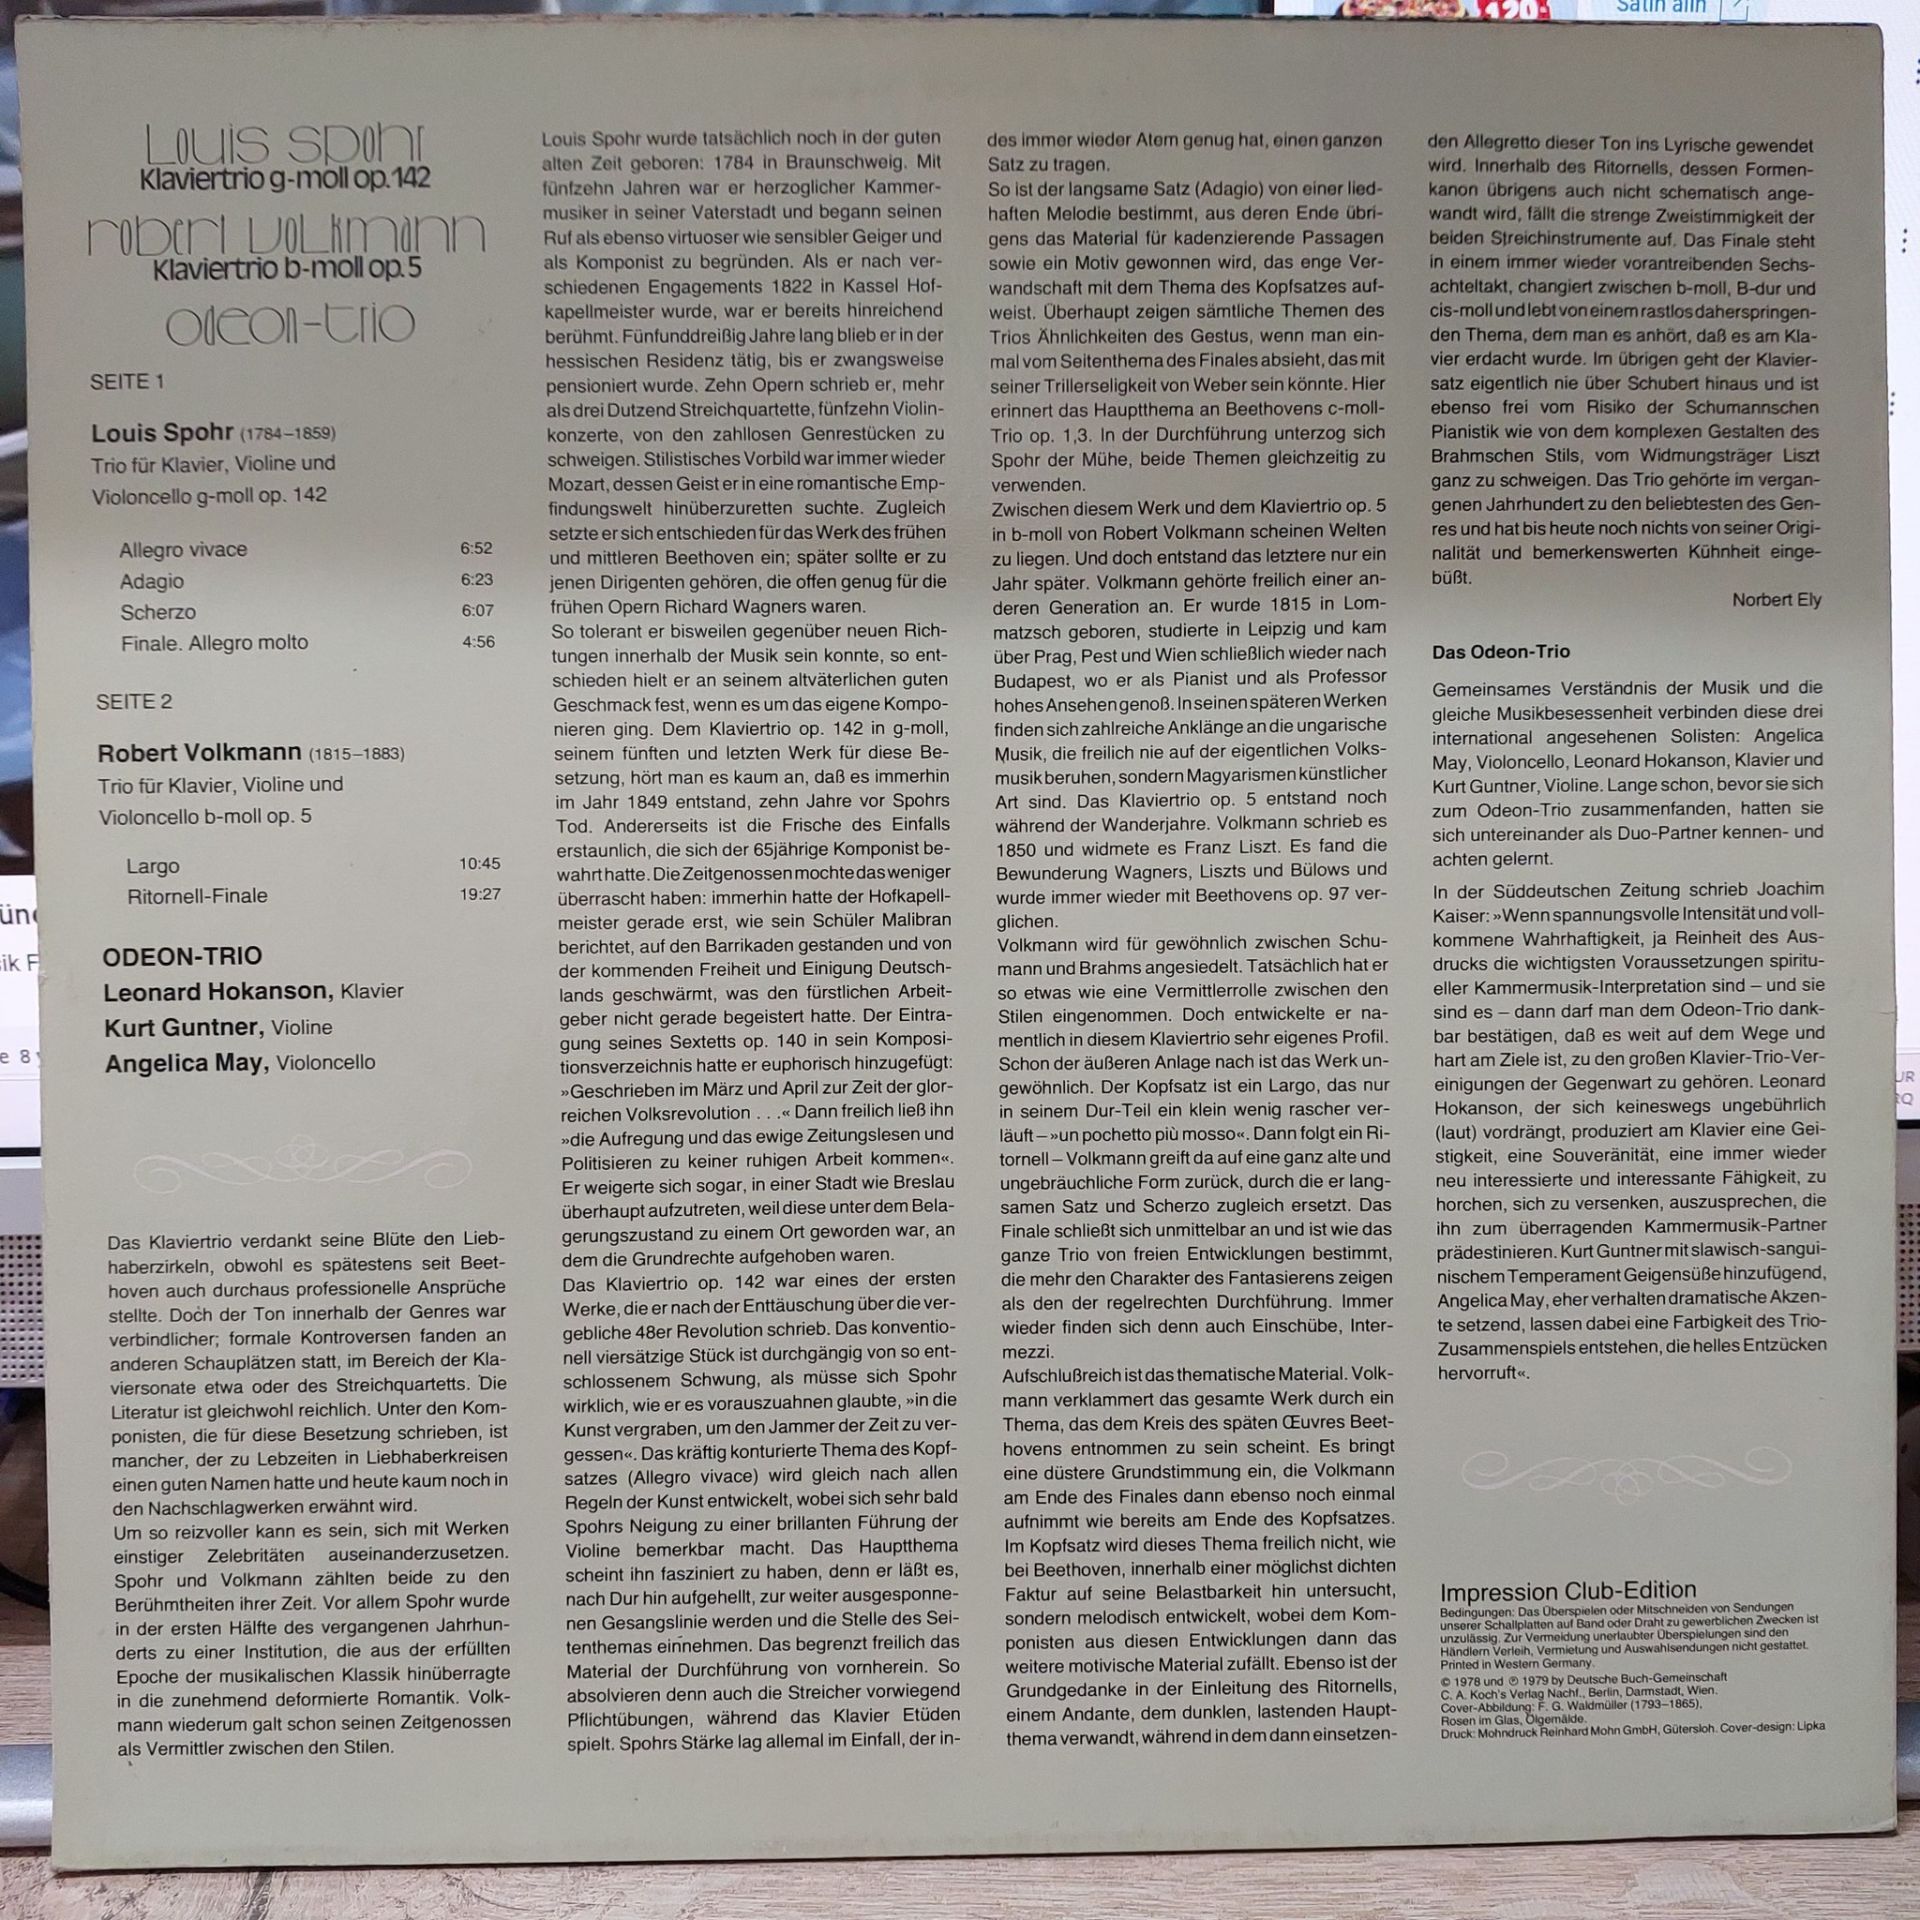 Louis Spohr
Klaviertrio g-moll op. 142
Robert Volkmann
Klaviertrio b-moll op. 5
Odeon-Trio
SEITE 1
Louis Spohr (1784–1859)
Trio für Klavier, Violine und
Violoncello g-moll op. 142
Allegro vivace 6:52
Adagio 6:23
Scherzo 6:07
Finale. Allegro molto 4:56
SEITE 2
Robert Volkmann (1815–1883)
Trio für Klavier, Violine und
Violoncello b-moll op. 5
Largo 10:45
Ritornell-Finale 19:27
ODEON-TRIO
Leonard Hokanson, Klavier
Kurt Guntner, Violine
Angelica May, Violoncello
Das Klaviertrio verdankt seine Blüte den Lieb-
haberzirkeln, obwohl es spätestens seit Beet-
hoven auch durchaus professionelle Ansprüche
stellte. Doch der Ton innerhalb der Genres war
verbindlicher; formale Kontroversen fanden an
anderen Schauplätzen statt, im Bereich der Kla-
viersonate etwa oder des Streichquartetts. Die
Literatur ist gleichwohl reichlich. Unter den Kom-
ponisten, die für diese Besetzung schrieben, ist
mancher, der zu Lebzeiten in Liebhaberkreisen
einen guten Namen hatte und heute kaum noch in
den Nachschlagwerken erwähnt wird.
Um so reizvoller kann es sein, sich mit Werken
einstiger Zelebritäten auseinanderzusetzen.
Spohr und Volkmann zählten beide zu den
Berühmtheiten ihrer Zeit. Vor allem Spohr wurde
in der ersten Hälfte des vergangenen Jahrhun-
derts zu einer Institution, die aus der erfüllten
Epoche der musikalischen Klassik hinüberragte
in die zunehmend deformierte Romantik. Volk-
mann wiederum galt schon seinen Zeitgenossen
als Vermittler zwischen den Stilen.
Louis Spohr wurde tatsächlich noch in der guten
alten Zeit geboren: 1784 in Braunschweig. Mit
fünfzehn Jahren war er herzoglicher Kammer-
musiker in seiner Vaterstadt und begann seinen
Ruf als ebenso virtuoser wie sensibler Geiger und
als Komponist zu begründen. Als er nach ver-
schiedenen Engagements 1822 in Kassel Hof-
kapellmeister wurde, war er bereits hinreichend
berühmt. Fünfunddreißig Jahre lang blieb er in der
hessischen Residenz tätig, bis er zwangsweise
pensioniert wurde. Zehn Opern schrieb er, mehr
als drei Dutzend Streichquartette, fünfzehn Violin-
konzerte, von den zahllosen Genrestücken zu
schweigen. Stilistisches Vorbild war immer wieder
Mozart, dessen Geist er in eine romantische Emp-
findungswelt hinüberzuretten suchte. Zugleich
setzte er sich entschieden für das Werk des frühen
und mittleren Beethoven ein; später sollte er zu
jenen Dirigenten gehören, die offen genug für die
frühen Opern Richard Wagners waren.
So tolerant er bisweilen gegenüber neuen Rich-
tungen innerhalb der Musik sein konnte, so ent-
schieden hielt er an seinem altväterlichen guten
Geschmack fest, wenn es um das eigene Kompo-
nieren ging. Dem Klaviertrio op. 142 in g-moll,
seinem fünften und letzten Werk für diese Be-
setzung, hört man es kaum an, daß es immerhin
im Jahr 1849 entstand, zehn Jahre vor Spohrs
Tod. Andererseits ist die Frische des Einfalls
erstaunlich, die sich der 65jährige Komponist be-
wahrt hatte. Die Zeitgenossen mochte das weniger
überrascht haben: immerhin hatte der Hofkapell-
meister gerade erst, wie sein Schüler Malibran
berichtet, auf den Barrikaden gestanden und von
der kommenden Freiheit und Einigung Deutsch-
lands geschwärmt, was den fürstlichen Arbeit-
geber nicht gerade begeistert hatte. Der Eintra-
gung seines Sextetts op. 140 in sein Komposi-
tionsverzeichnis hatte er euphorisch hinzugefügt:
»Geschrieben im März und April zur Zeit der glor-
reichen Volksrevolution . . .« Dann freilich ließ ihn
»die Aufregung und das ewige Zeitungslesen und
Politisieren zu keiner ruhigen Arbeit kommen«.
Er weigerte sich sogar, in einer Stadt wie Breslau
überhaupt aufzutreten, weil diese unter dem Bela-
gerungszustand zu einem Ort geworden war, an
dem die Grundrechte aufgehoben waren.
Das Klaviertrio op. 142 war eines der ersten
Werke, die er nach der Enttäuschung über die ver-
gebliche 48er Revolution schrieb. Das konventio-
nell viersätzige Stück ist durchgängig von so ent-
schlossenem Schwung, als müsse sich Spohr
wirklich, wie er es vorauszuahnen glaubte, »in die
Kunst vergraben, um den Jammer der Zeit zu ver-
gessen«. Das kräftig konturierte Thema des Kopf-
satzes (Allegro vivace) wird gleich nach allen
Regeln der Kunst entwickelt, wobei sich sehr bald
Spohrs Neigung zu einer brillanten Führung der
Violine bemerkbar macht. Das Hauptthema
scheint ihn fasziniert zu haben, denn er läßt es,
nach Dur hin aufgehellt, zur weiter ausgesponne-
nen Gesangslinie werden und die Stelle des Sei-
tenthemas einnehmen. Das begrenzt freilich das
Material der Durchführung von vornherein. So
absolvieren denn auch die Streicher vorwiegend
Pflichtübungen, während das Klavier Etüden
spielt. Spohrs Stärke lag allemal im Einfall, der in-
des immer wieder Atem genug hat, einen ganzen
Satz zu tragen.
So ist der langsame Satz (Adagio) von einer lied-
haften Melodie bestimmt, aus deren Ende übri-
gens das Material für kadenzierende Passagen
sowie ein Motiv gewonnen wird, das enge Ver-
wandschaft mit dem Thema des Kopfsatzes auf-
weist. Überhaupt zeigen sämtliche Themen des
Trios Ähnlichkeiten des Gestus, wenn man ein-
mal vom Seitenthema des Finales absieht, das mit
seiner Trillerseligkeit von Weber sein könnte. Hier
erinnert das Hauptthema an Beethovens c-moll-
Trio op. 1,3. In der Durchführung unterzog sich
Spohr der Mühe, beide Themen gleichzeitig zu
verwenden.
Zwischen diesem Werk und dem Klaviertrio op. 5
in b-moll von Robert Volkmann scheinen Welten
zu liegen. Und doch entstand das letztere nur ein
Jahr später. Volkmann gehörte freilich einer an-
deren Generation an. Er wurde 1815 in Lom-
matzsch geboren, studierte in Leipzig und kam
über Prag, Pest und Wien schließlich wieder nach
Budapest, wo er als Pianist und als Professor
hohes Ansehen genoß. In seinen späteren Werken
finden sich zahlreiche Anklänge an die ungarische
Musik, die freilich nie auf der eigentlichen Volks-
musik beruhen, sondern Magyarismen künstlicher
Art sind. Das Klaviertrio op. 5 entstand noch
während der Wanderjahre. Volkmann schrieb es
1850 und widmete es Franz Liszt. Es fand die
Bewunderung Wagners, Liszts und Bülows und
wurde immer wieder mit Beethovens op. 97 ver-
glichen.
Volkmann wird für gewöhnlich zwischen Schu-
mann und Brahms angesiedelt. Tatsächlich hat er
so etwas wie eine Vermittlerrolle zwischen den
Stilen eingenommen. Doch entwickelte er na-
mentlich in diesem Klaviertrio sehr eigenes Profil.
Schon der äußeren Anlage nach ist das Werk un-
gewöhnlich. Der Kopfsatz ist ein Largo, das nur
in seinem Dur-Teil ein klein wenig rascher ver-
läuft – »un pochetto più mosso«. Dann folgt ein Ri-
tornell – Volkmann greift da auf eine ganz alte und
ungebräuchliche Form zurück, durch die er lang-
samen Satz und Scherzo zugleich ersetzt. Das
Finale schließt sich unmittelbar an und ist wie das
ganze Trio von freien Entwicklungen bestimmt,
die mehr den Charakter des Fantasierens zeigen
als den der regelrechten Durchführung. Immer
wieder finden sich denn auch Einschübe, Inter-
mezzi.
Aufschlußreich ist das thematische Material. Volk-
mann verklammert das gesamte Werk durch ein
Thema, das dem Kreis des späten Œuvres Beet-
hovens entnommen zu sein scheint. Es bringt
eine düstere Grundstimmung ein, die Volkmann
am Ende des Finales dann ebenso noch einmal
aufnimmt wie bereits am Ende des Kopfsatzes.
Im Kopfsatz wird dieses Thema freilich nicht, wie
bei Beethoven, innerhalb einer möglichst dichten
Faktur auf seine Belastbarkeit hin untersucht,
sondern melodisch entwickelt, wobei dem Kom-
ponisten aus diesen Entwicklungen dann das
weitere motivische Material zufällt. Ebenso ist der
Grundgedanke in der Einleitung des Ritornells,
einem Andante, dem dunklen, lastenden Haupt-
thema verwandt, während in dem dann einsetzen-
den Allegretto dieser Ton ins Lyrische gewendet
wird. Innerhalb des Ritornells, dessen Formen-
kanon übrigens auch nicht schematisch ange-
wandt wird, fällt die strenge Zweistimmigkeit der
beiden Streichinstrumente auf. Das Finale steht
in einem immer wieder vorantreibenden Sechs-
achteltakt, changiert zwischen b-moll, B-dur und
cis-moll und lebt von einem rastlos daherspringen-
den Thema, dem man es anhört, daß es am Kla-
vier erdacht wurde. Im übrigen geht der Klavier-
satz eigentlich nie über Schubert hinaus und ist
ebenso frei vom Risiko der Schumannschen
Pianistik wie von dem komplexen Gestalten des
Brahmschen Stils, vom Widmungsträger Liszt
ganz zu schweigen. Das Trio gehörte im vergan-
genen Jahrhundert zu den beliebtesten des Gen-
res und hat bis heute noch nichts von seiner Origi-
nalität und bemerkenswerten Kühnheit einge-
büßt.
Norbert Ely
Das Odeon-Trio
Gemeinsames Verständnis der Musik und die
gleiche Musikbesessenheit verbinden diese drei
international angesehenen Solisten: Angelica
May, Violoncello, Leonard Hokanson, Klavier und
Kurt Guntner, Violine. Lange schon, bevor sie sich
zum Odeon-Trio zusammenfanden, hatten sie
sich untereinander als Duo-Partner kennen- und
achten gelernt.
In der Süddeutschen Zeitung schrieb Joachim
Kaiser: »Wenn spannungsvolle Intensität und voll-
kommene Wahrhaftigkeit, ja Reinheit des Aus-
drucks die wichtigsten Voraussetzungen spiritu-
eller Kammermusik-Interpretation sind – und sie
sind es – dann darf man dem Odeon-Trio dank-
bar bestätigen, daß es weit auf dem Wege und
hart am Ziele ist, zu den großen Klavier-Trio-Ver-
einigungen der Gegenwart zu gehören. Leonard
Hokanson, der sich keineswegs ungebührlich
(laut) vordrängt, produziert am Klavier eine Gei-
stigkeit, eine Souveränität, eine immer wieder
neu interessierte und interessante Fähigkeit, zu
horchen, sich zu versenken, auszusprechen, die
ihn zum überragenden Kammermusik-Partner
prädestinieren. Kurt Guntner mit slawisch-sangui-
nischem Temperament Geigensüße hinzufügend,
Angelica May, eher verhalten dramatische Akzen-
te setzend, lassen dabei eine Farbigkeit des Trio-
Zusammenspiels entstehen, die helles Entzücken
hervorruft«.
Impression Club-Edition
Bedingungen: Das Überspielen oder Mitschneiden von Sendungen
unserer Schallplatten auf Band oder Draht zu gewerblichen Zwecken ist
unzulässig. Zur Vermeidung unerlaubter Überspielungen sind den
Händlern Verleih, Vermietung und Auswahlsendungen nicht gestattet.
Printed in Western Germany.
© 1978 und ℗ 1979 by Deutsche Buch-Gemeinschaft
C. A. Koch's Verlag Nachf., Berlin, Darmstadt, Wien.
Cover-Abbildung: F. G. Waldmüller (1793–1865),
Rosen im Glas, Ölgemälde.
Druck: Mohndruck Reinhard Mohn GmbH, Gütersloh. Cover-design: Lipka
120.-
Satın alın